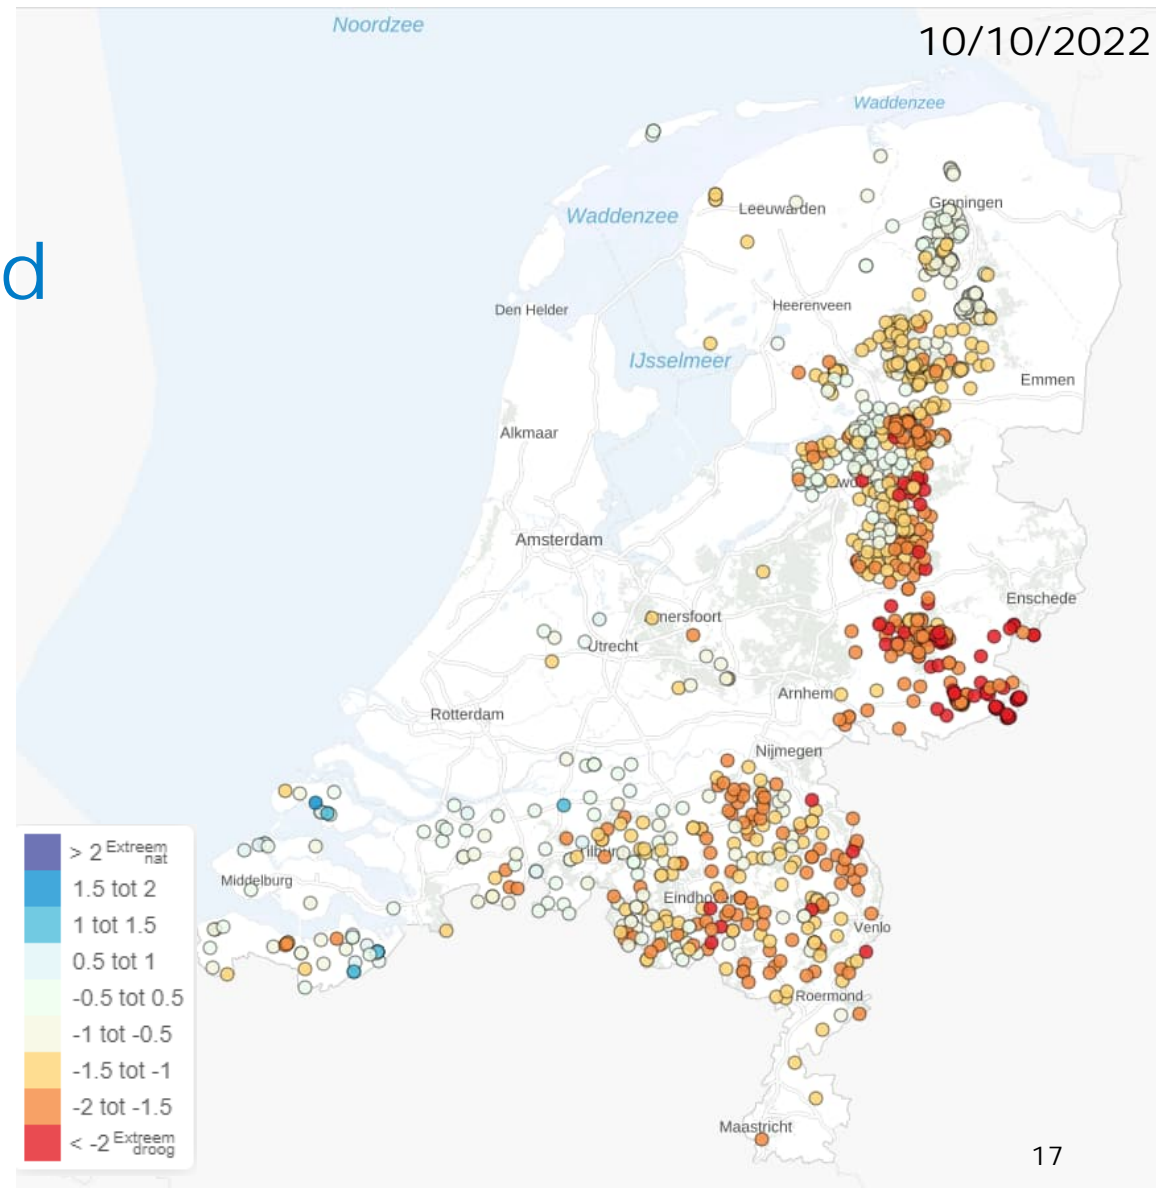 Noordzee
10/10/2022
Waddenzee
Leeuwarden
Groningen
Waddenzee
d
Den Helder
Heerenveen
IJsselmeer
Emmen
Alkmaar
Amsterdam
Enschede
mersfoort
Utrecht
Arnhem
Rotterdam
Nijmegen
Middelburg
Venlo
Roermond
Maastricht
> 2 Extreem nat
1.5 tot 2
1 tot 1.5
0.5 tot 1
-0.5 tot 0.5
-1 tot -0.5
-1.5 tot -1
-2 tot -1.5
< -2 Extreem droog
17